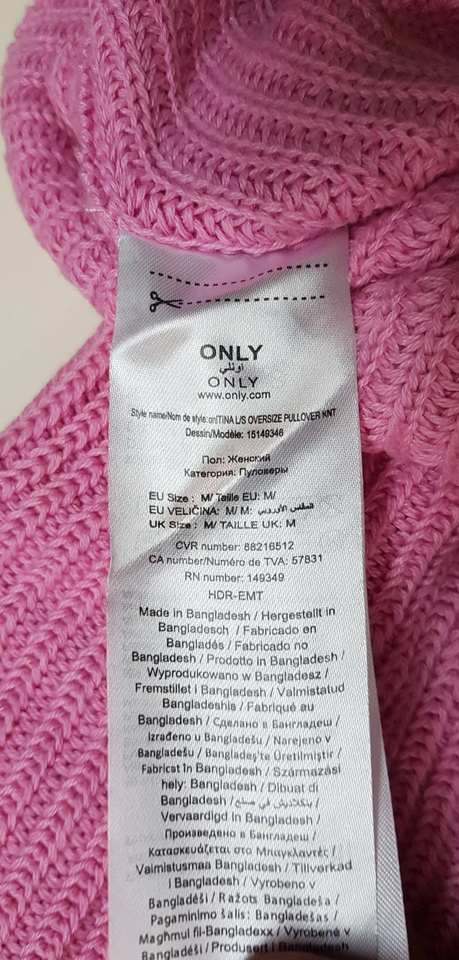 ONLY
اونلي
ONLY
www.only.com
Style name/Nom de style: onlTINA L/S OVERSIZE PULLOVER KNT
Dessin/Modèle: 15149346
Пол: Женский
Категория: Пуловеры
EU Size : M/ Taille EU: M/
EU VELIČINA: M/ M: المقاس الأوروبي
UK Size : M/ TAILLE UK: M
CVR number: 88216512
CA number/Numéro de TVA: 57831
RN number: 149349
HDR-EMT
Made in Bangladesh / Hergestellt in
Bangladesch / Fabricado en
Bangladés / Fabricado no
Bangladesh / Prodotto in Bangladesh /
Wyprodukowano w Bangladesz /
Fremstillet i Bangladesh / Valmistatud
Bangladeshis / Fabriqué au
Bangladesh / Сделано в Бангладеш /
Izrađeno u Bangladešu / Narejeno v
Bangladešu / Bangladeş'te Üretilmiştir /
Fabricat în Bangladesh / Származási
hely: Bangladesh / Dibuat di
Bangladesh / بنگلاديش في صنع /
Vervaardigd in Bangladesh /
Произведено в Бангладеш /
Κατασκευάζεται στο Μπαγκλαντές /
Valmistusmaa Bangladesh / Tillverkad
i Bangladesh / Vyrobeno v
Bangladéši / Ražots Bangladeša /
Pagaminimo šalis: Bangladešas /
Magħmul fil-Bangladexx / Vyrobené v
Bangladéši / Produsert i Bangladesh